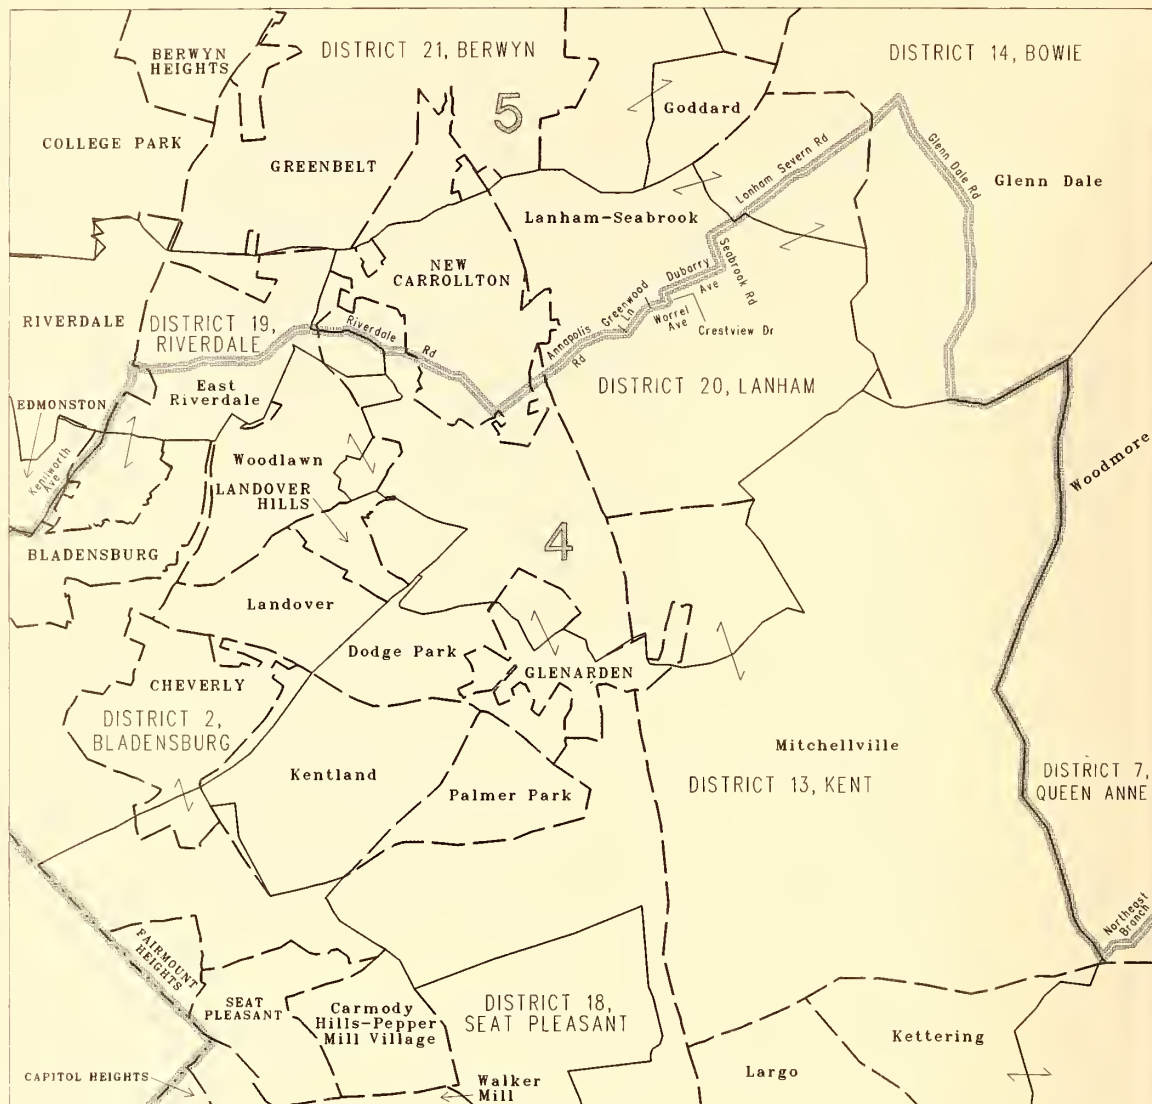 BERWYN
HEIGHTS
DISTRICT 21, BERWYN
DISTRICT 14, BOWIE
5
Goddard
COLLEGE PARK
GREENBELT
Lanham Severn Rd
Glenn Dale Rd
Glenn Dale
Lanham-Seabrook
NEW
CARROLLTON
Seabrook Rd
Dubarry
Ave
Greenwood
Ln
Worrel
Ave
Crestview Dr
Annapolis
Rd
RIVERDALE
DISTRICT 19,
RIVERDALE
Riverdale
Rd
DISTRICT 20, LANHAM
East
Riverdale
EDMONSTON
Kenilworth
Ave
Woodlawn
LANDOVER
HILLS
Woodmore
BLADENSBURG
4
Landover
Dodge Park
GLENARDEN
CHEVERLY
DISTRICT 2,
BLADENSBURG
Mitchellville
Kentland
Palmer Park
DISTRICT 13, KENT
DISTRICT 7,
QUEEN ANNE
Northeast
Branch
FAIRMOUNT
HEIGHTS
SEAT
PLEASANT
Carmody
Hills-Pepper
Mill Village
DISTRICT 18,
SEAT PLEASANT
Kettering
CAPITOL HEIGHTS
Walker
Mill
Largo